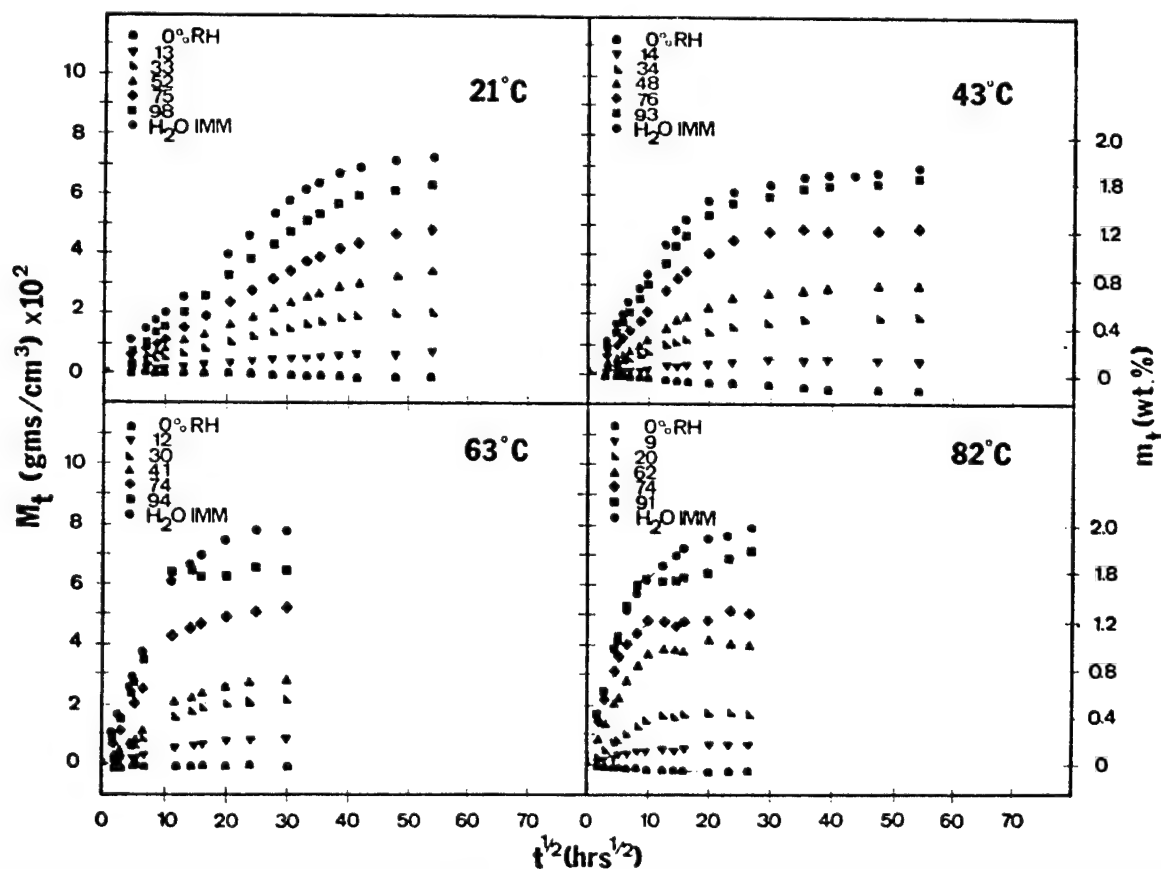 0% RH
13
33
52
75
98
H2O IMM
21°C
0% RH
14
34
48
76
93
H2O IMM
43°C
10
8
6
4
2
0
2.0
1.8
1.2
0.8
0.4
0
0% RH
12
30
41
74
94
H2O IMM
63°C
0% RH
9
20
62
74
91
H2O IMM
82°C
10
8
6
4
2
0
2.0
1.8
1.2
0.8
0.4
0
0 10 20 30 40 50 60 70
0 10 20 30 40 50 60 70
t^1/2 (hrs^1/2)
Mt (gms/cm³) x10²
mt (wt.%)